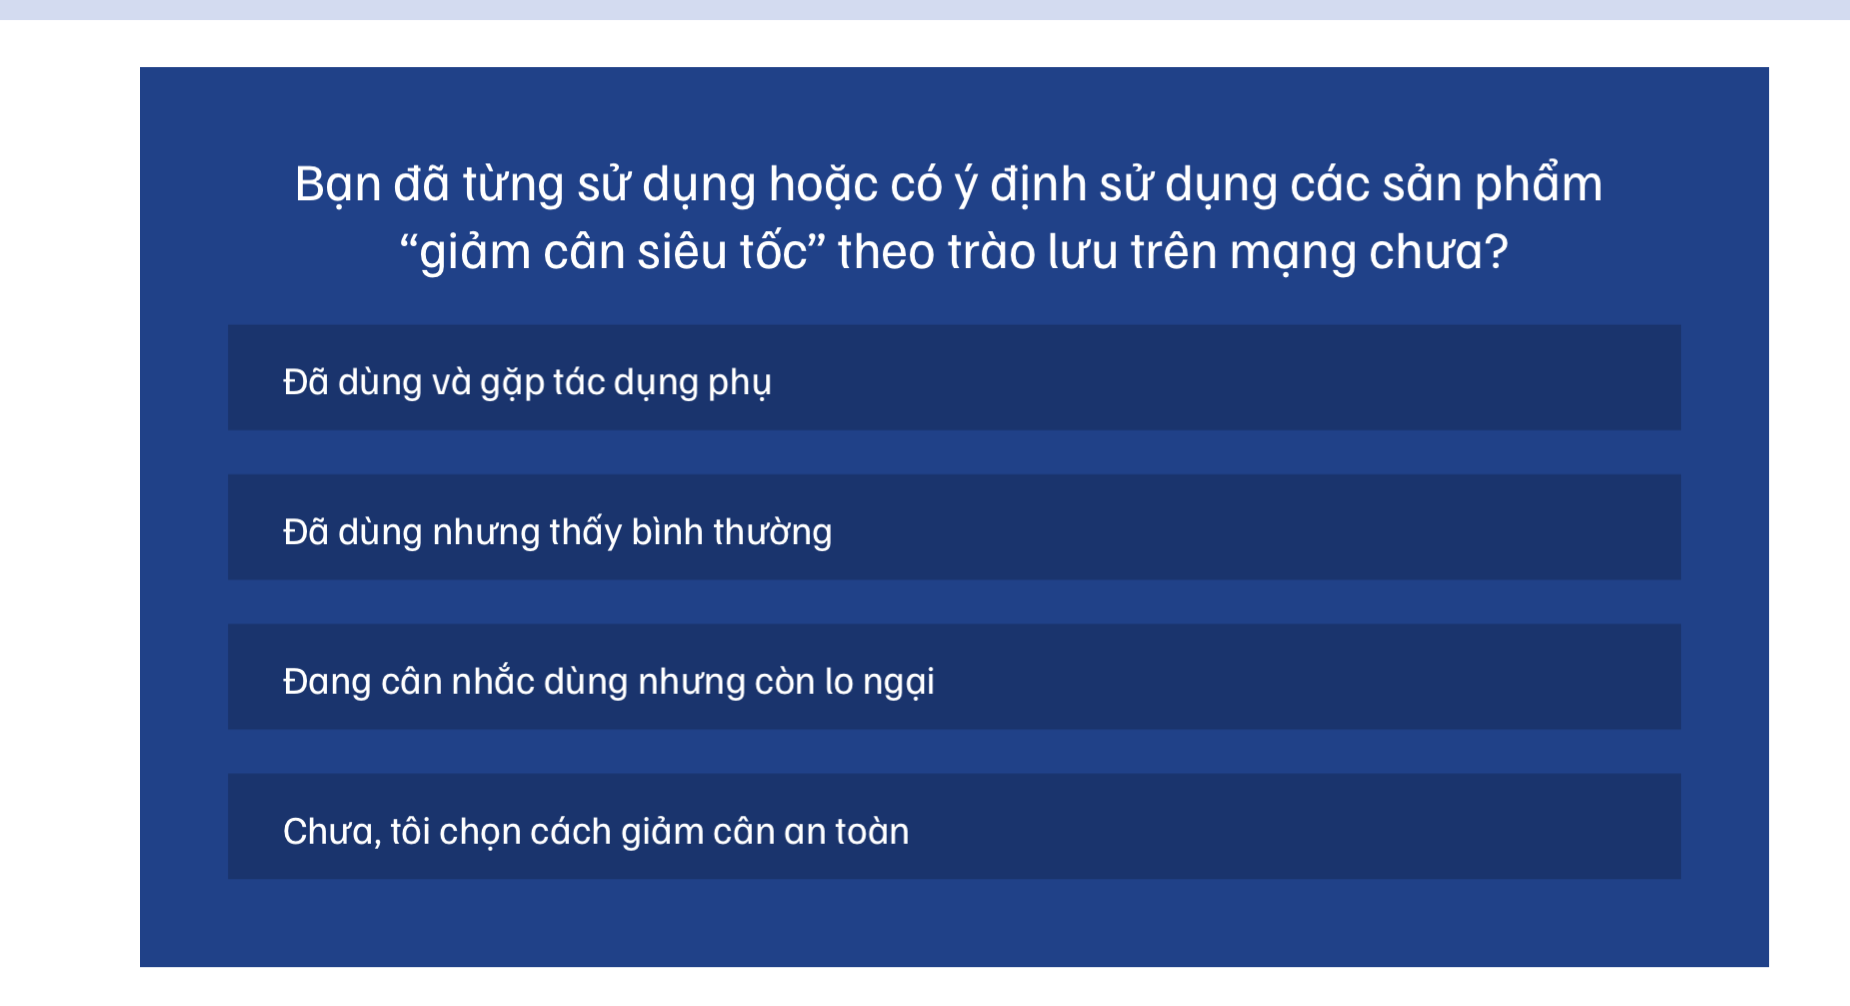 Bạn đã từng sử dụng hoặc có ý định sử dụng các sản phẩm
“giảm cân siêu tốc” theo trào lưu trên mạng chưa?
Đã dùng và gặp tác dụng phụ
Đã dùng nhưng thấy bình thường
Đang cân nhắc dùng nhưng còn lo ngại
Chưa, tôi chọn cách giảm cân an toàn